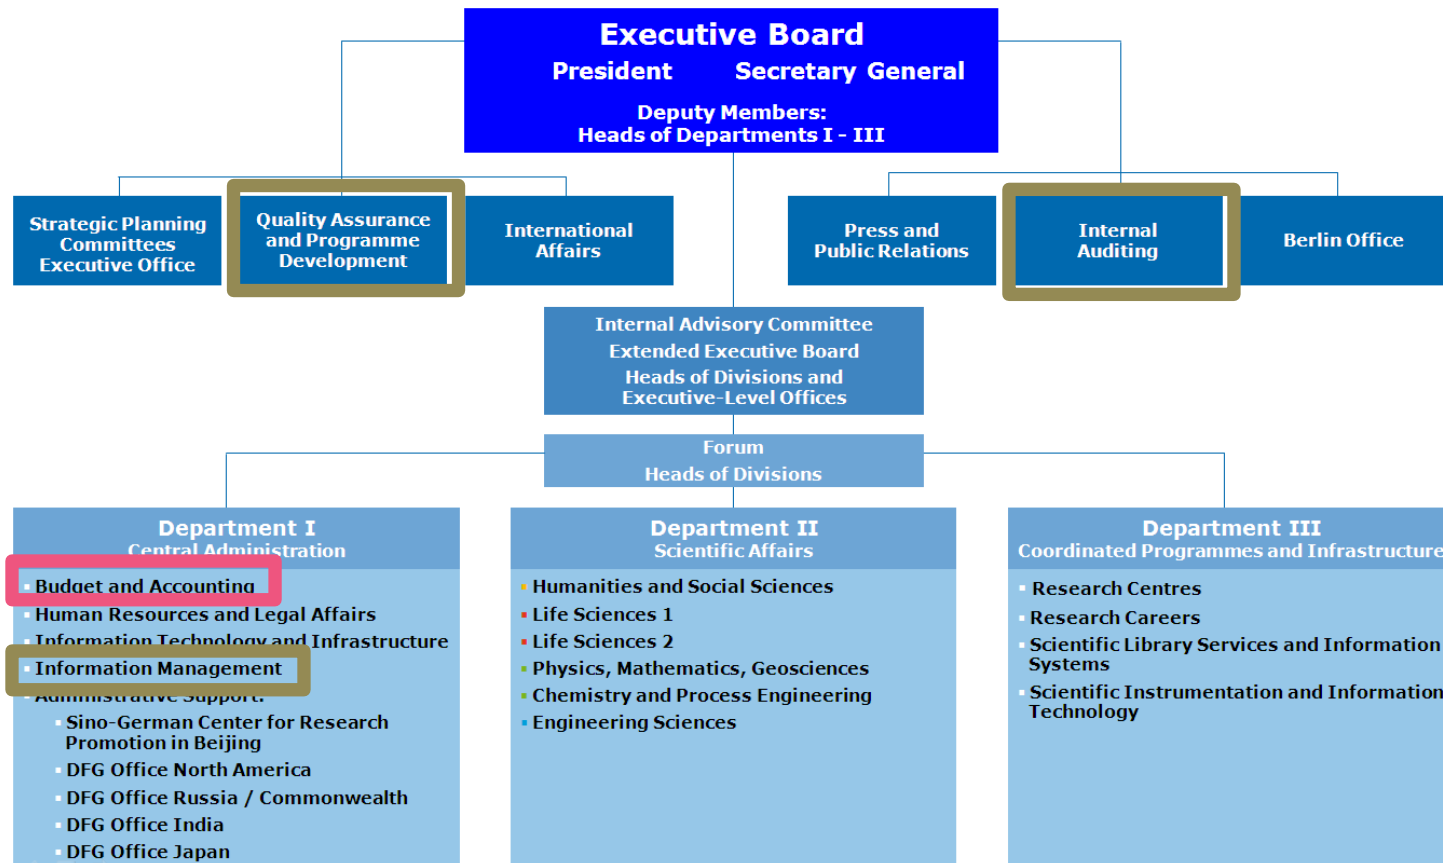 Executive Board
President Secretary General
Deputy Members:
Heads of Departments I - III
Strategic Planning
Committees
Executive Office
Quality Assurance
and Programme
Development
International
Affairs
Press and
Public Relations
Internal
Auditing
Berlin Office
Internal Advisory Committee
Extended Executive Board
Heads of Divisions and
Executive-Level Offices
Forum
Heads of Divisions
Department I
Central Administration
Budget and Accounting
Human Resources and Legal Affairs
Information Technology and Infrastructure
Information Management
Administrative Support:
Sino-German Center for Research
Promotion in Beijing
DFG Office North America
DFG Office Russia / Commonwealth
DFG Office India
DFG Office Japan
Department II
Scientific Affairs
Humanities and Social Sciences
Life Sciences 1
Life Sciences 2
Physics, Mathematics, Geosciences
Chemistry and Process Engineering
Engineering Sciences
Department III
Coordinated Programmes and Infrastructure
Research Centres
Research Careers
Scientific Library Services and Information
Systems
Scientific Instrumentation and Information
Technology